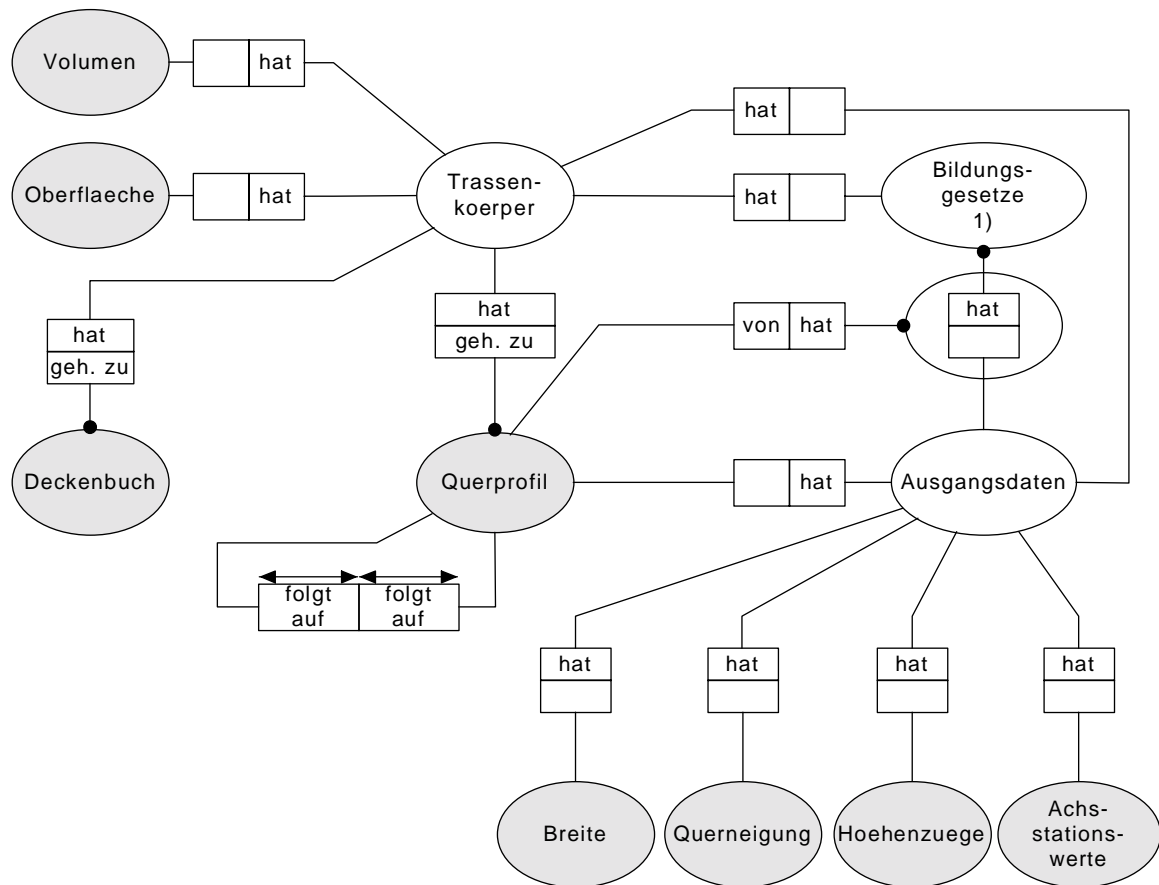 Volumen
hat
hat
Oberflaeche
hat
Trassen-
koerper
hat
Bildungs-
gesetze
1)
hat
geh. zu
hat
geh. zu
von hat
hat
Deckenbuch
Querprofil
hat
Ausgangsdaten
folgt
auf
folgt
auf
hat
hat
hat
hat
Breite
Querneigung
Hoehenzuege
Achs-
stations-
werte